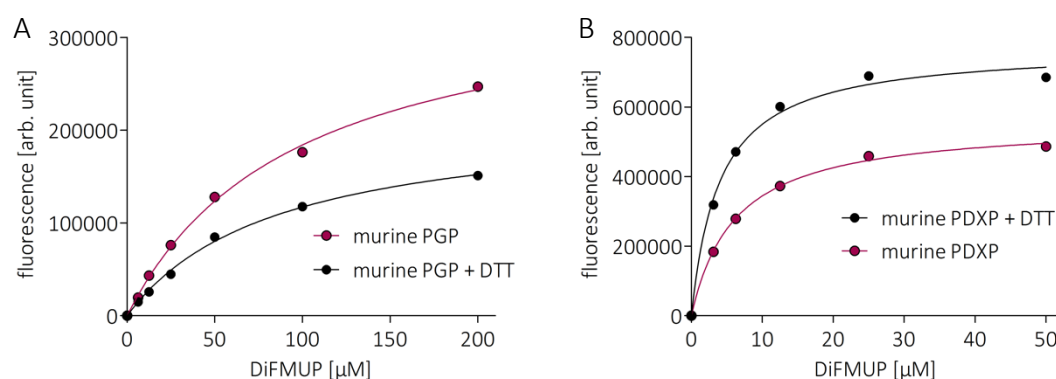 A
fluorescence [arb. unit]
300000
200000
100000
0
0
50
100
150
200
DiFMUP [µM]
murine PGP
murine PGP + DTT
B
fluorescence [arb. unit]
800000
600000
400000
200000
0
0
10
20
30
40
50
DiFMUP [µM]
murine PDXP + DTT
murine PDXP